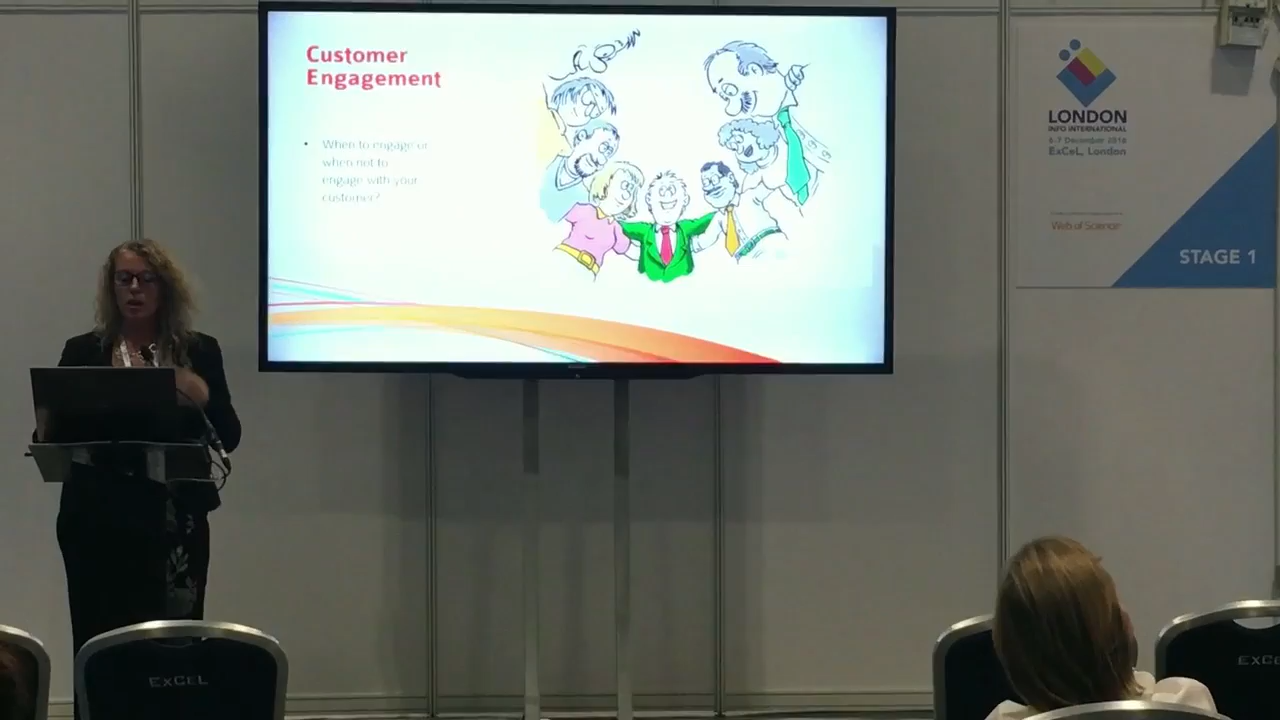 Customer
Engagement
• When to engage or
when not to
engage with your
customer?
LONDON
INFO INTERNATIONAL
ExCeL, London
Web of Science
STAGE 1
EXCEL